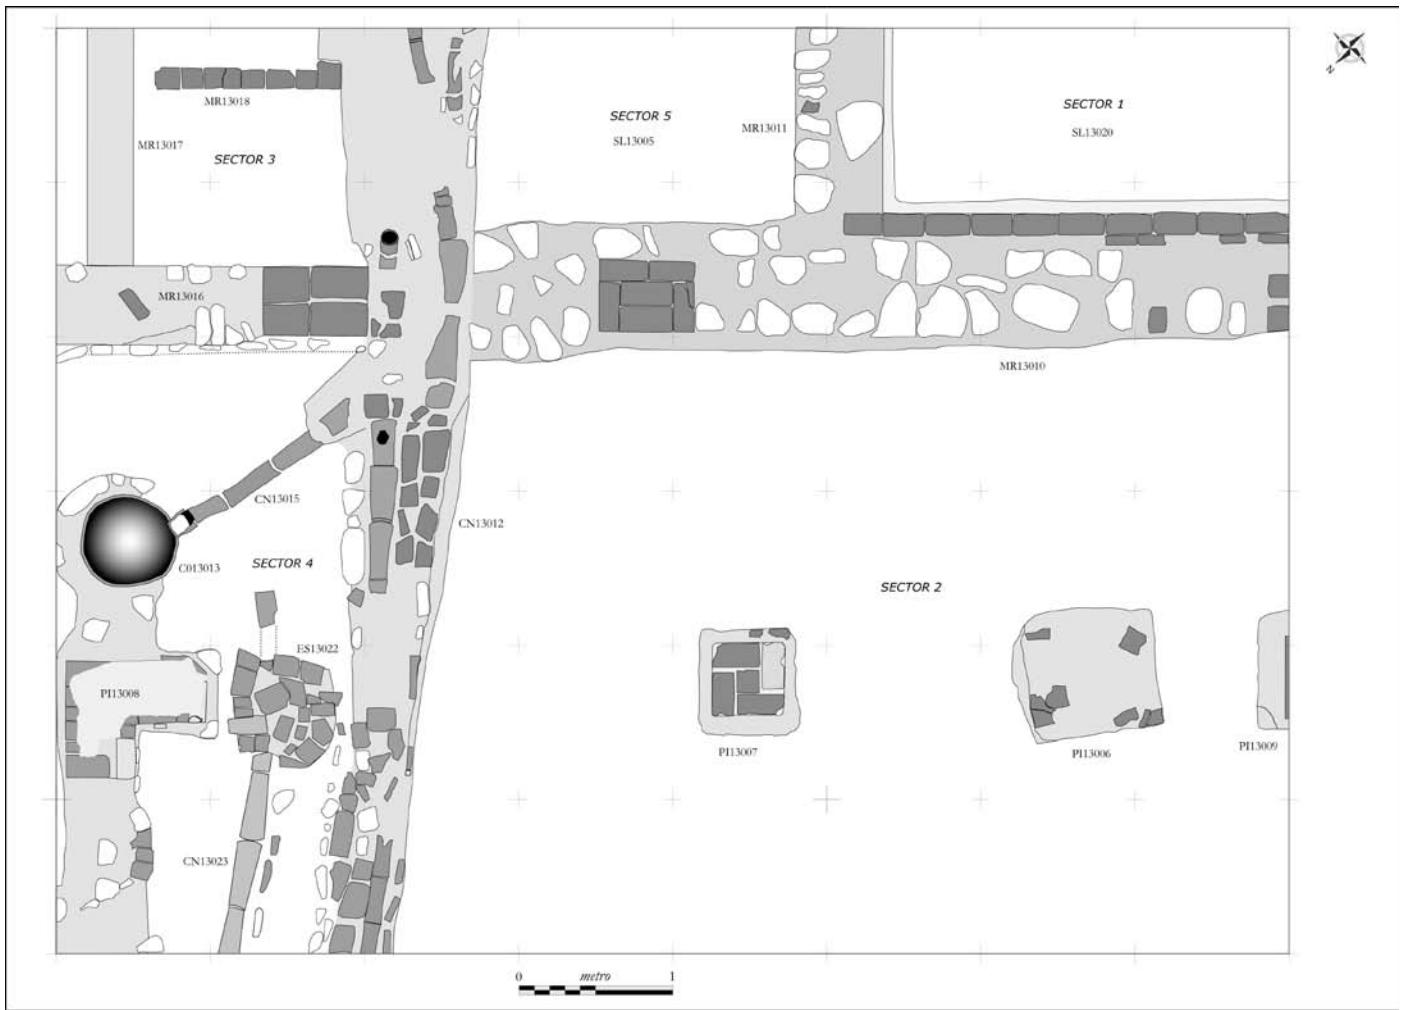 N
SECTOR 1
MR13018
SECTOR 5
MR13011
SL13020
SL13005
MR13017
SECTOR 3
MR13016
MR13010
CN13015
CN13012
C013013
SECTOR 4
SECTOR 2
ES13022
PI13008
PI13007
PI13006
PI13009
CN13023
0 metro 1